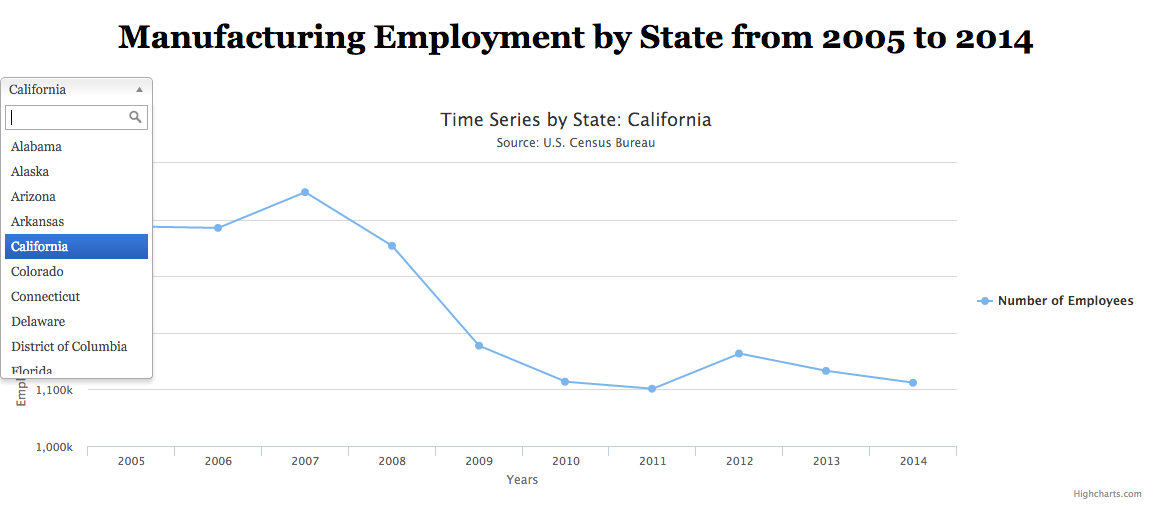 Manufacturing Employment by State from 2005 to 2014
California
Time Series by State: California
Source: U.S. Census Bureau
Alabama
Alaska
Arizona
Arkansas
California
Colorado
Connecticut
Delaware
District of Columbia
Florida
Number of Employees
Empl
1,100k
1,000k
2005 2006 2007 2008 2009 2010 2011 2012 2013 2014
Years
Highcharts.com